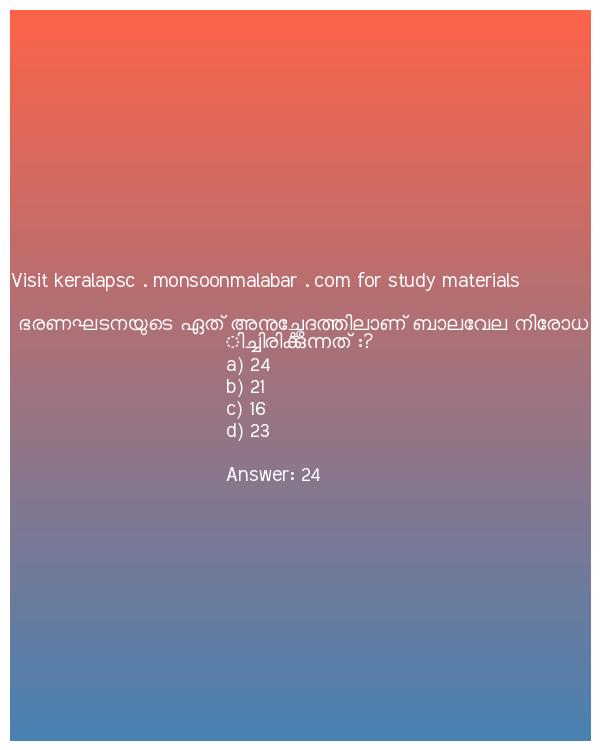 Visit keralapsc . monsoonmalabar . com for study materials
ഭരണഘടനയുടെ ഏത് അനുച്ഛേദത്തിലാണ് ബാലവേല നിരോധ
ിച്ചിരിക്കുന്നത് :?
a) 24
b) 21
c) 16
d) 23
Answer: 24